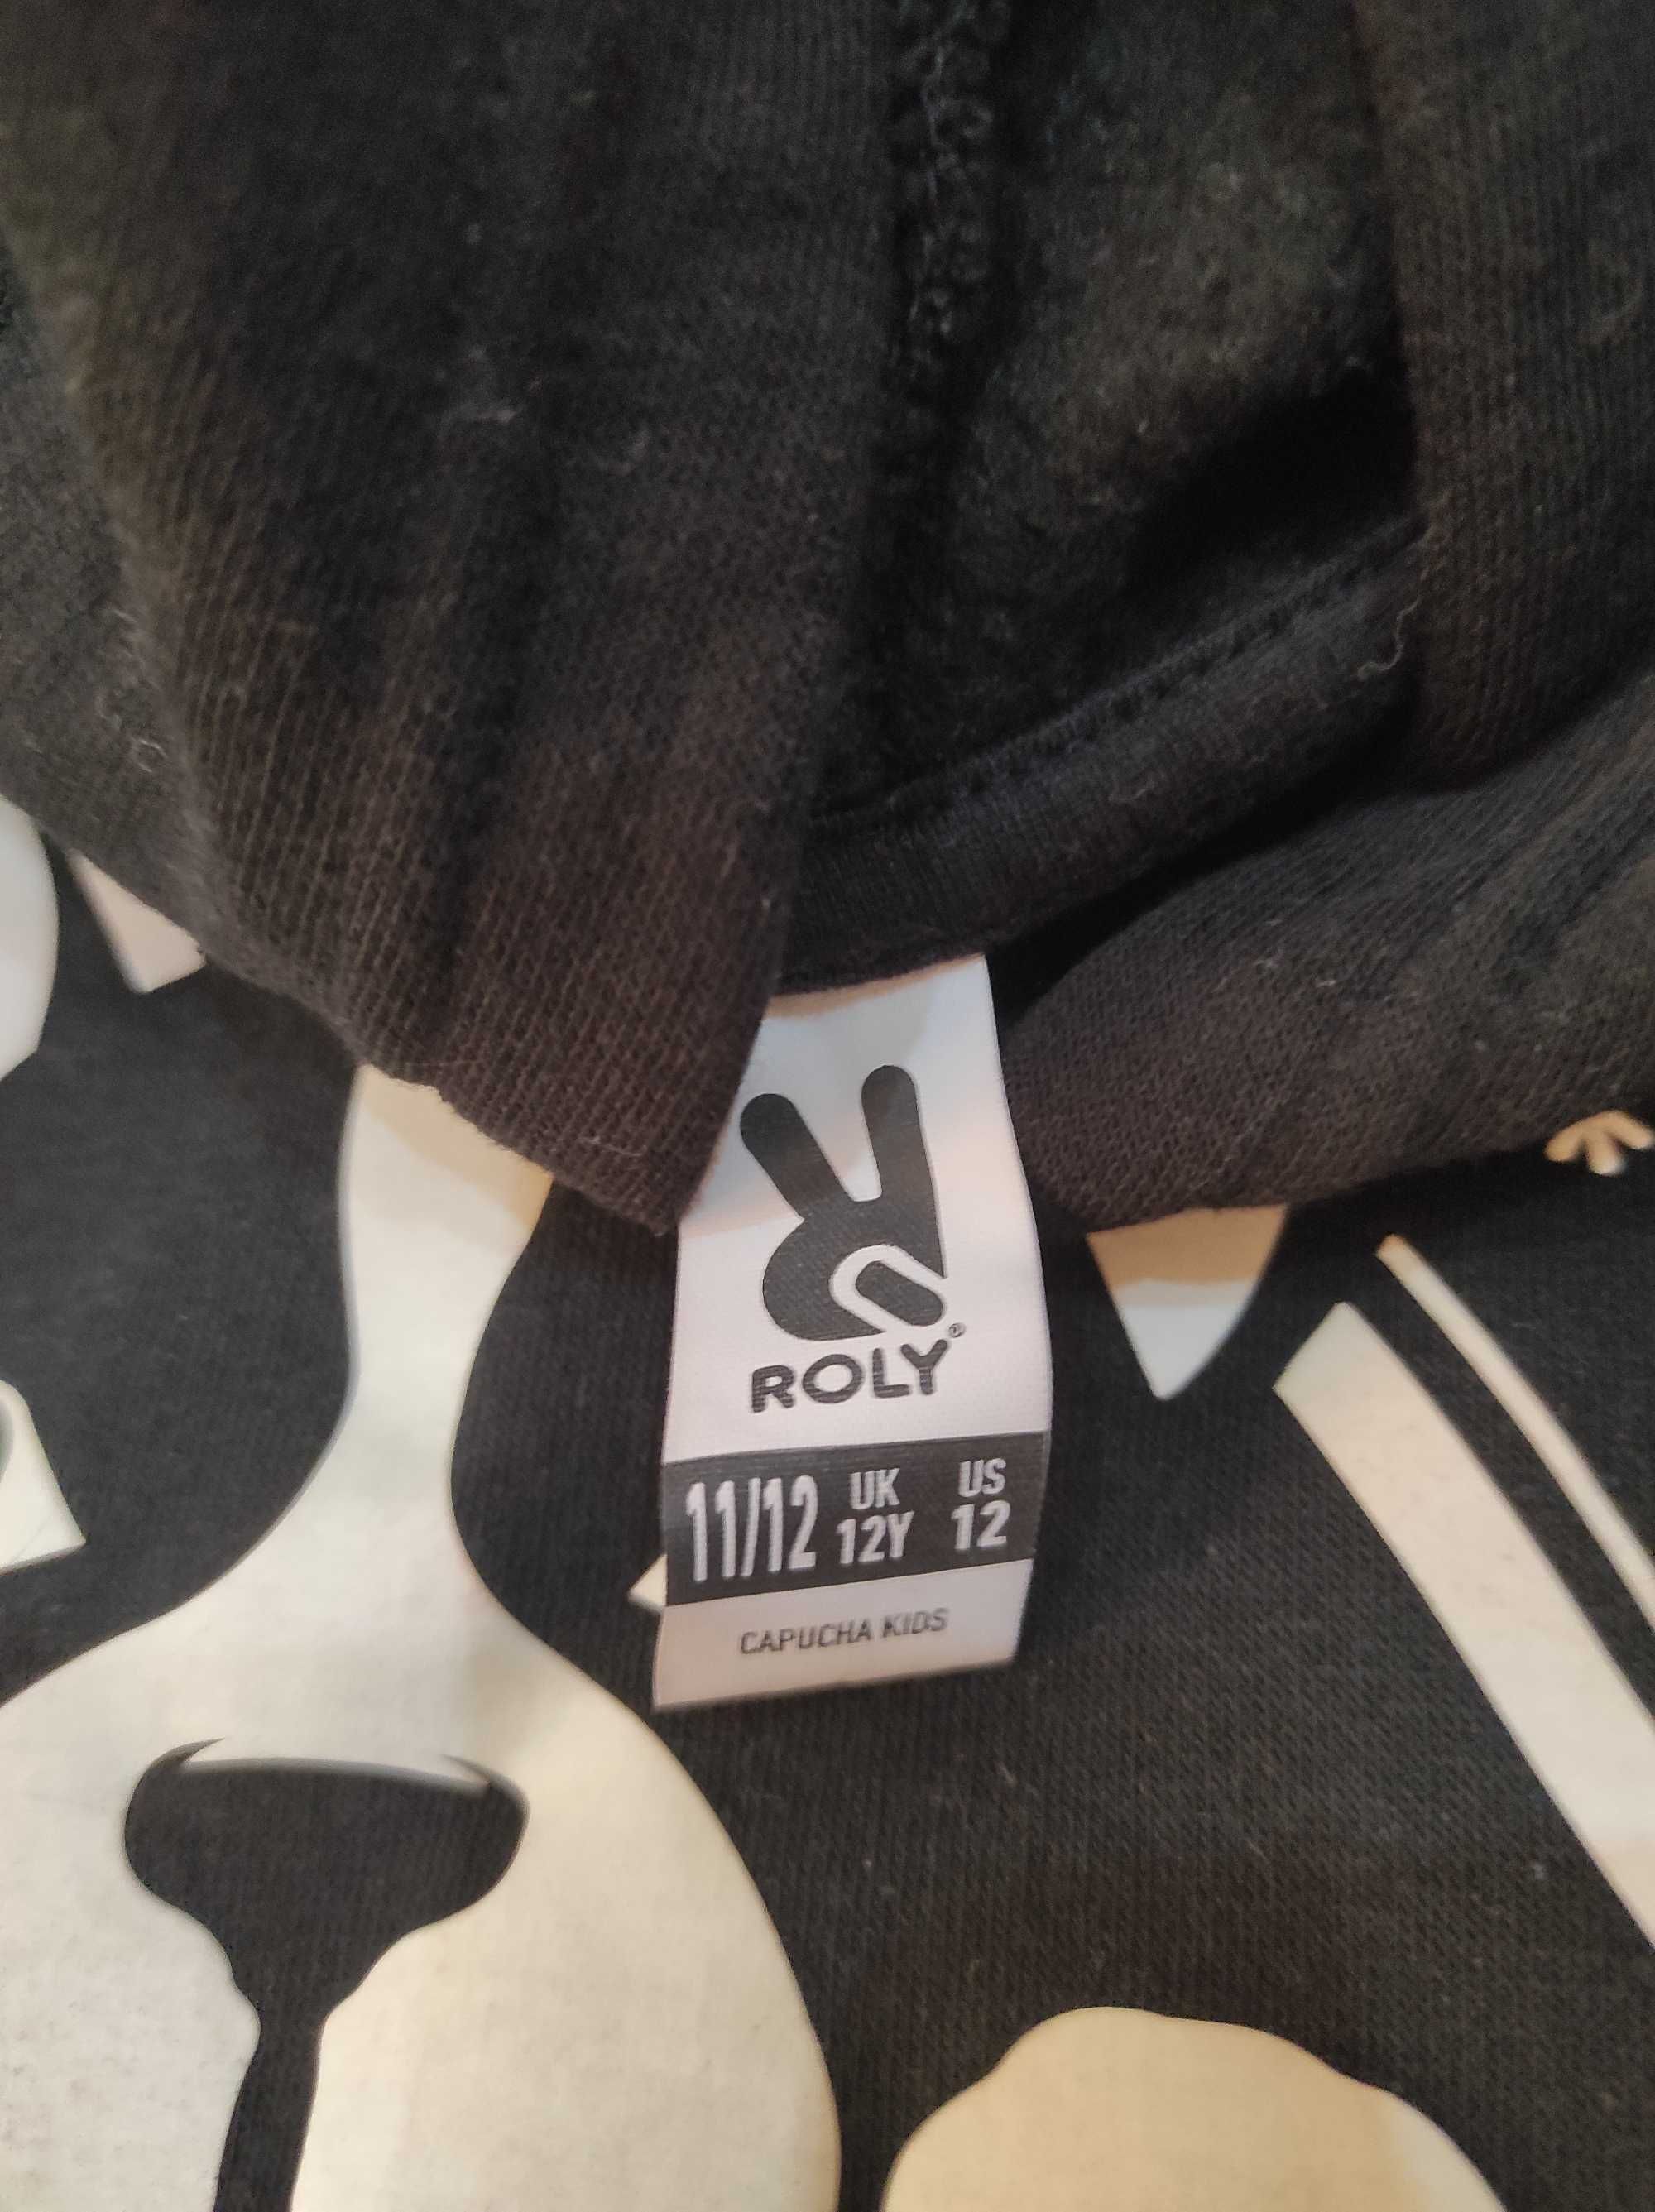 ROLY®
11/12 UK 12Y US 12
CAPUCHA KIDS